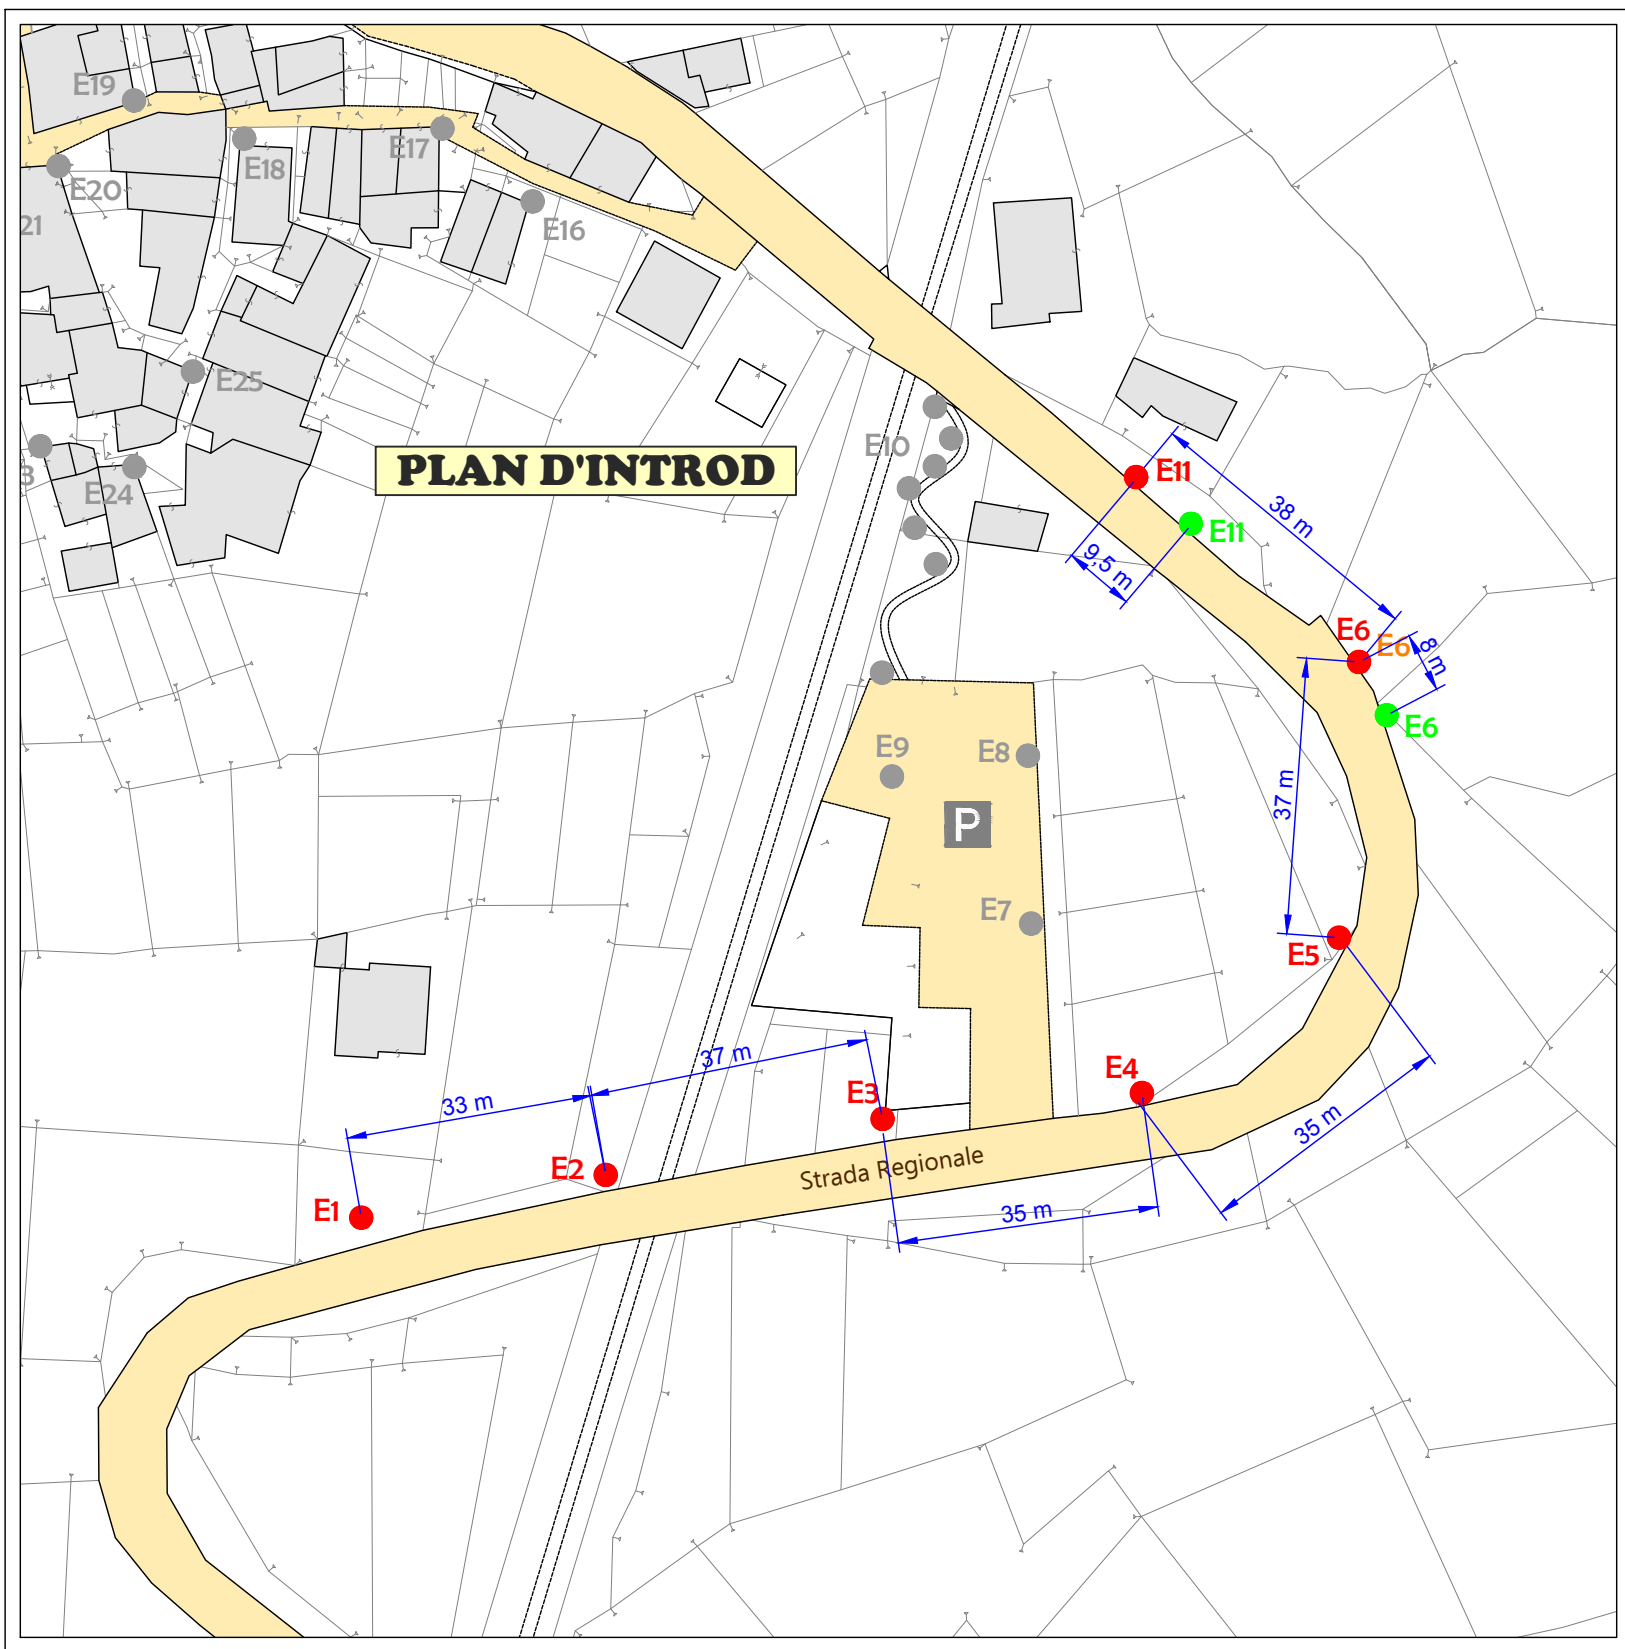 E19
E17
E18
E20
E16
21
E25
E10
PLAN D'INTROD
E11
3
E24
38 m
E11
9,5 m
E6
E6
8 m
E6
E9
E8
37 m
P
E7
E5
37 m
E4
E3
33 m
35 m
E2
Strada Regionale
E1
35 m